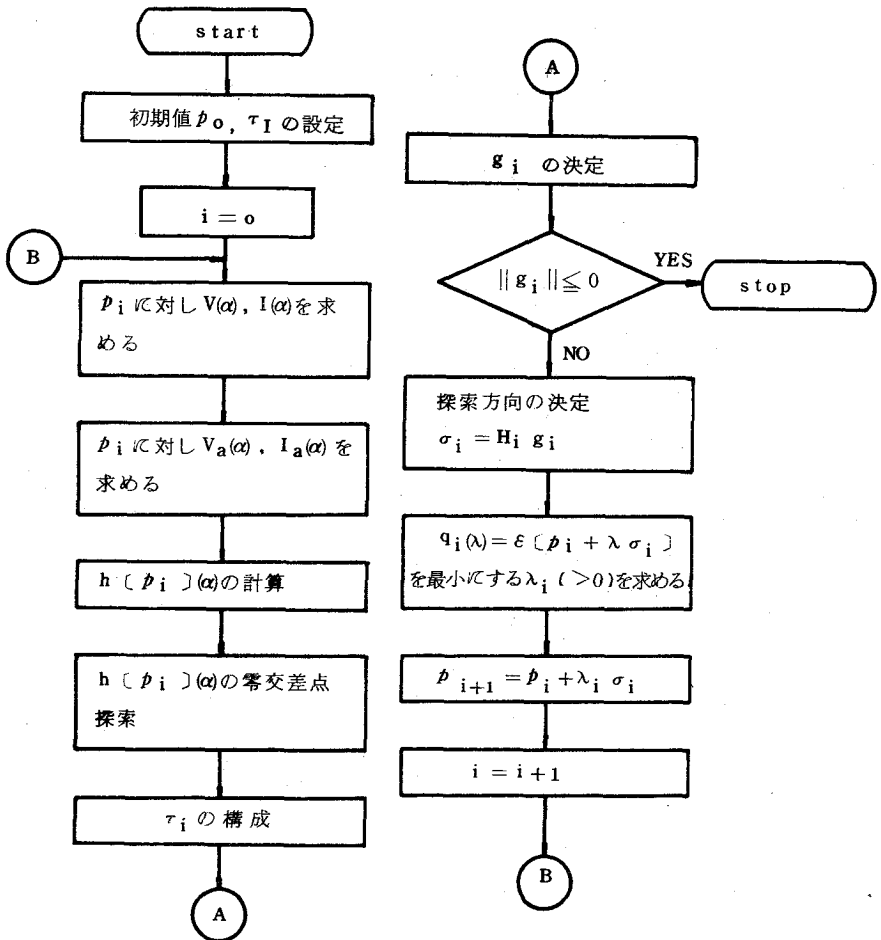 start
初期値 p₀, τ_I の設定
i = o
B
p_i に対し V(α), I(α)を求
める
p_i に対し V_a(α), I_a(α) を
求める
h〔p_i〕(α)の計算
h〔p_i〕(α)の零交差点
探索
τ_i の構成
A
A
g_i の決定
‖g_i‖≦0
YES
stop
NO
探索方向の決定
σ_i = H_i g_i
q_i(λ) = ε〔p_i + λσ_i〕
を最小にするλ_i (>0)を求める
p_{i+1} = p_i + λ_i σ_i
i = i+1
B